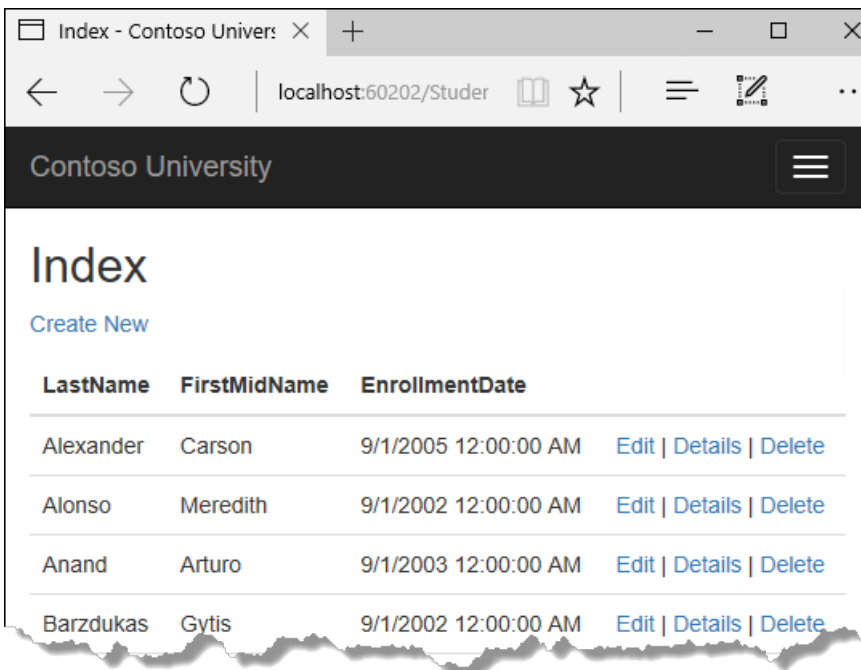 Index - Contoso Univer
localhost:60202/Studer
Contoso University
Index
Create New
LastName FirstMidName EnrollmentDate
Alexander Carson 9/1/2005 12:00:00 AM Edit | Details | Delete
Alonso Meredith 9/1/2002 12:00:00 AM Edit | Details | Delete
Anand Arturo 9/1/2003 12:00:00 AM Edit | Details | Delete
Barzdukas Gytis 9/1/2002 12:00:00 AM Edit | Details | Delete